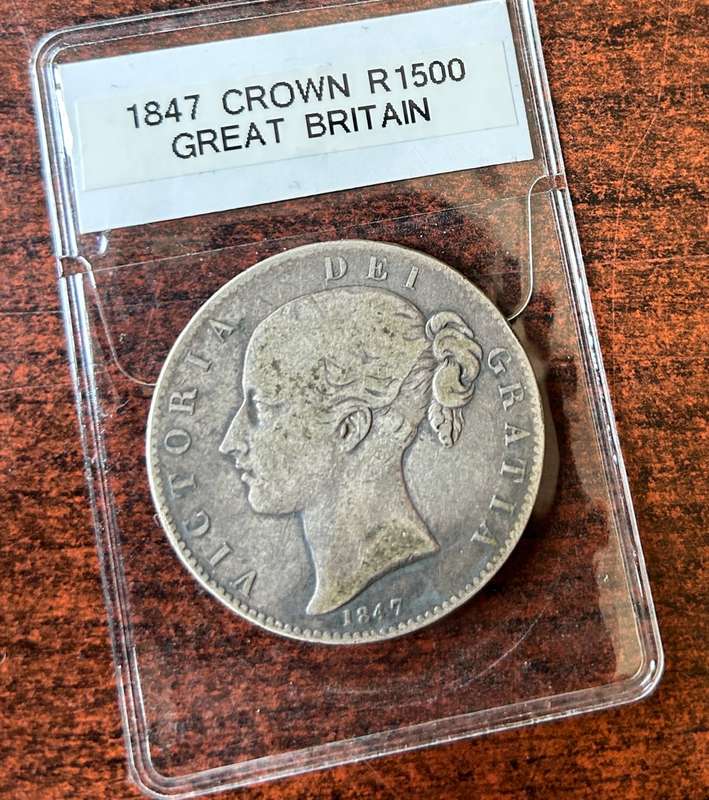 1847 CROWN R1500
GREAT BRITAIN
VICTORIA DEI GRATIA
1847